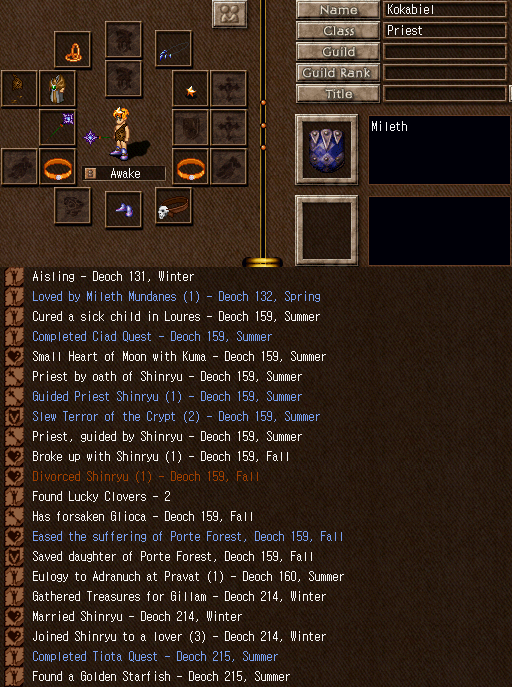 Name Kokabiel
Class Priest
Guild
Guild Rank
Title
Mileth
Awake
Aisling - Deoch 131, Winter
Loved by Mileth Mundanes (1) - Deoch 132, Spring
Cured a sick child in Loures - Deoch 159, Summer
Completed Ciad Quest - Deoch 159, Summer
Small Heart of Moon with Kuma - Deoch 159, Summer
Priest by oath of Shinryu - Deoch 159, Summer
Guided Priest Shinryu (1) - Deoch 159, Summer
Slew Terror of the Crypt (2) - Deoch 159, Summer
Priest, guided by Shinryu - Deoch 159, Summer
Broke up with Shinryu (1) - Deoch 159, Fall
Divorced Shinryu (1) - Deoch 159, Fall
Found Lucky Clovers - 2
Has forsaken Glioca - Deoch 159, Fall
Eased the suffering of Porte Forest, Deoch 159, Fall
Saved daughter of Porte Forest, Deoch 159, Fall
Eulogy to Adranuch at Pravat (1) - Deoch 160, Summer
Gathered Treasures for Gillam - Deoch 214, Winter
Married Shinryu - Deoch 214, Winter
Joined Shinryu to a lover (3) - Deoch 214, Winter
Completed Tiota Quest - Deoch 215, Summer
Found a Golden Starfish - Deoch 215, Summer